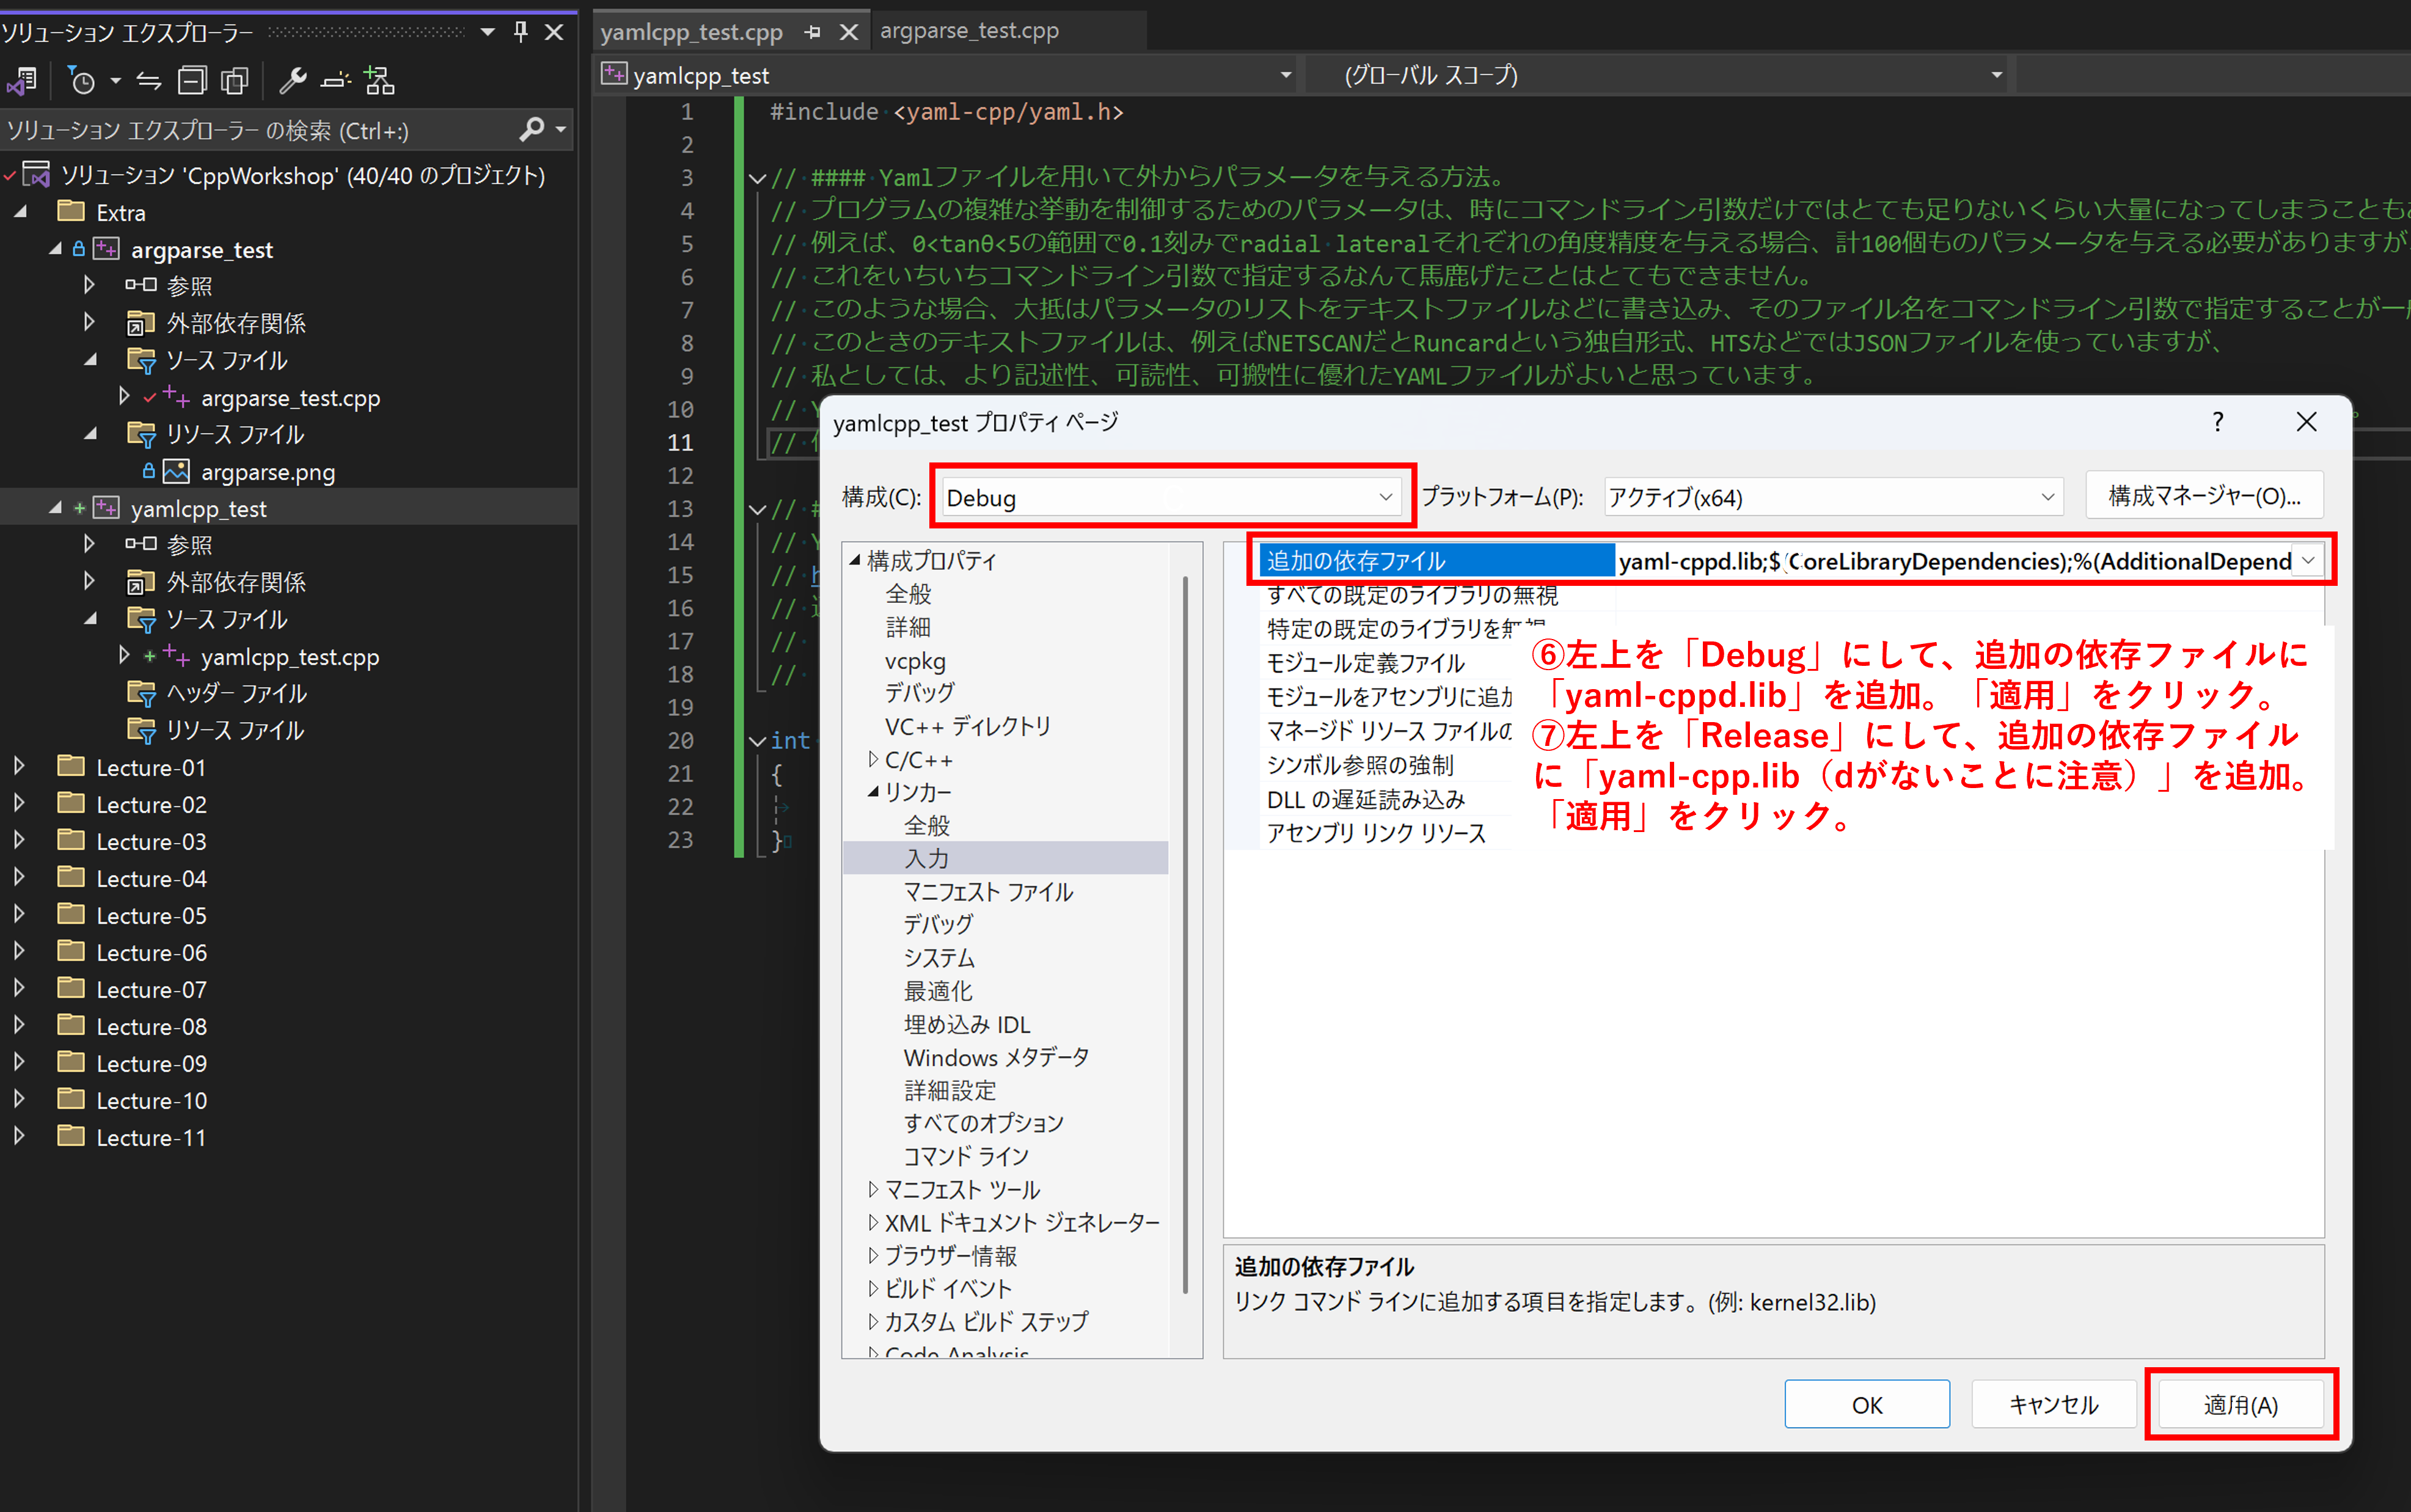 ソリューション エクスプローラー
ソリューション エクスプローラー の検索 (Ctrl+:)
ソリューション 'CppWorkshop' (40/40 のプロジェクト)
Extra
argparse_test
参照
外部依存関係
ソース ファイル
argparse_test.cpp
リソース ファイル
argparse.png
yamlcpp_test
参照
外部依存関係
ソース ファイル
yamlcpp_test.cpp
ヘッダー ファイル
リソース ファイル
Lecture-01
Lecture-02
Lecture-03
Lecture-04
Lecture-05
Lecture-06
Lecture-07
Lecture-08
Lecture-09
Lecture-10
Lecture-11
yamlcpp_test.cpp
argparse_test.cpp
yamlcpp_test
(グローバル スコープ)
1 #include <yaml-cpp/yaml.h>
2
3 // #### Yamlファイルを用いて外からパラメータを与える方法。
4 // プログラムの複雑な挙動を制御するためのパラメータは、時にコマンドライン引数だけではとても足りないくらい大量になってしまうことも
5 // 例えば、0<tanθ<5の範囲で0.1刻みでradial lateralそれぞれの角度精度を与える場合、計100個ものパラメータを与える必要がありますが
6 // これをいちいちコマンドライン引数で指定するなんて馬鹿げたことはとてもできません。
7 // このような場合、大抵はパラメータのリストをテキストファイルなどに書き込み、そのファイル名をコマンドライン引数で指定することが一
8 // このときのテキストファイルは、例えばNETSCANだとRuncardという独自形式、HTSなどではJSONファイルを使っていますが、
9 // 私としては、より記述性、可読性、可搬性に優れたYAMLファイルがよいと思っています。
10 //
11 //
12
13 //
14 //
15 //
16 //
17 //
18 //
19
20 int
21 {
22
23 }
yamlcpp_test プロパティ ページ
?
構成(C):
Debug
プラットフォーム(P):
アクティブ(x64)
構成マネージャー(O)...
構成プロパティ
全般
詳細
vcpkg
デバッグ
VC++ ディレクトリ
C/C++
リンカー
全般
入力
マニフェスト ファイル
デバッグ
システム
最適化
埋め込み IDL
Windows メタデータ
詳細設定
すべてのオプション
コマンド ライン
マニフェスト ツール
XML ドキュメント ジェネレーター
ブラウザー情報
ビルド イベント
カスタム ビルド ステップ
Code Analysis
追加の依存ファイル
yaml-cppd.lib;$(CoreLibraryDependencies);%(AdditionalDepend
すべての既定のライブラリの無視
特定の既定のライブラリを無視
モジュール定義ファイル
モジュールをアセンブリに追加
マネージド リソース ファイルの
シンボル参照の強制
DLL の遅延読み込み
アセンブリ リンク リソース
⑥左上を「Debug」にして、追加の依存ファイルに
「yaml-cppd.lib」を追加。「適用」をクリック。
⑦左上を「Release」にして、追加の依存ファイル
に「yaml-cpp.lib（dがないことに注意）」を追加。
「適用」をクリック。
追加の依存ファイル
リンク コマンド ラインに追加する項目を指定します。(例: kernel32.lib)
OK
キャンセル
適用(A)